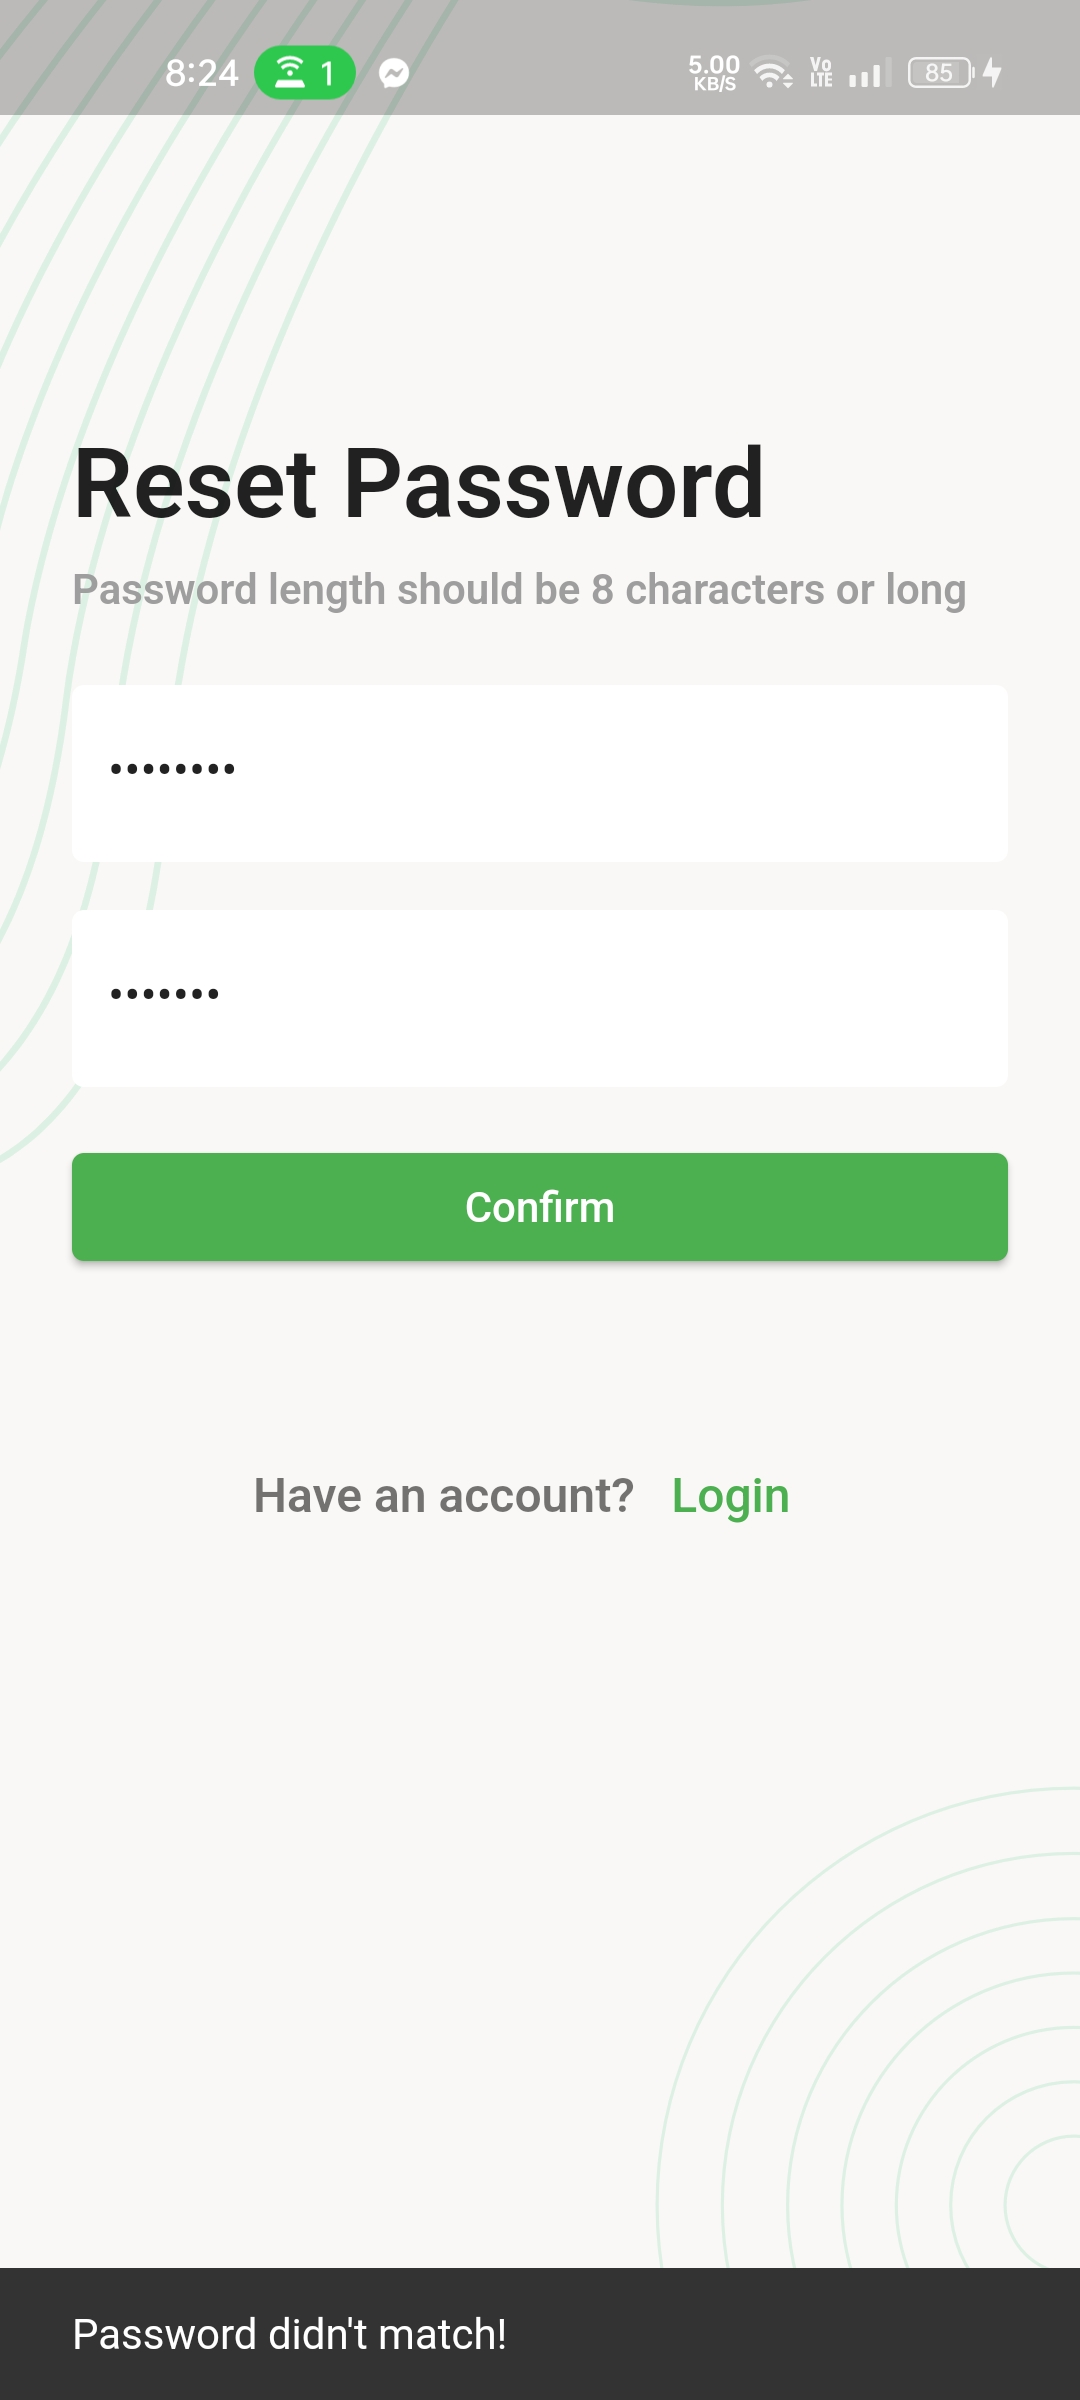 8:24 1 5.00 KB/S Vo LTE 85
Reset Password
Password length should be 8 characters or long
••••••••
•••••••
Confirm
Have an account? Login
Password didn't match!